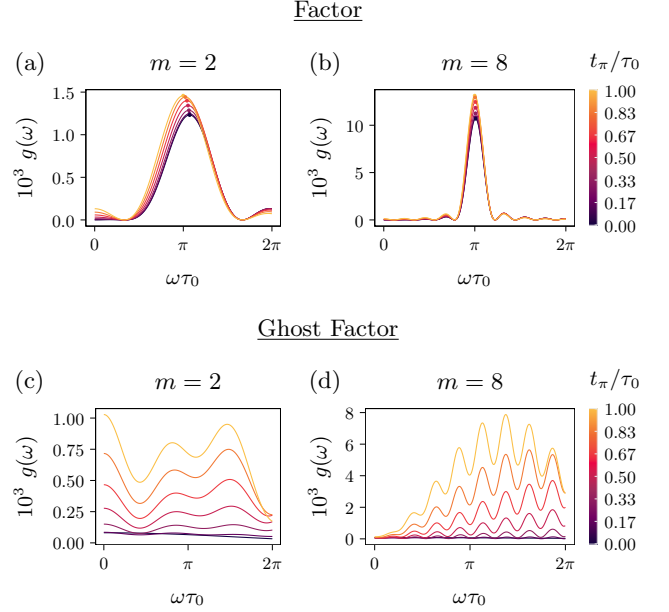 Factor
(a) m = 2
(b) m = 8
t_π/τ_0
10^3 g(ω)
1.5
1.0
0.5
0.0
0 π 2π
ωτ_0
10^3 g(ω)
10
5
0
0 π 2π
ωτ_0
1.00
0.83
0.67
0.50
0.33
0.17
0.00
Ghost Factor
(c) m = 2
(d) m = 8
t_π/τ_0
10^3 g(ω)
1.00
0.75
0.50
0.25
0.00
0 π 2π
ωτ_0
10^3 g(ω)
8
6
4
2
0
0 π 2π
ωτ_0
1.00
0.83
0.67
0.50
0.33
0.17
0.00